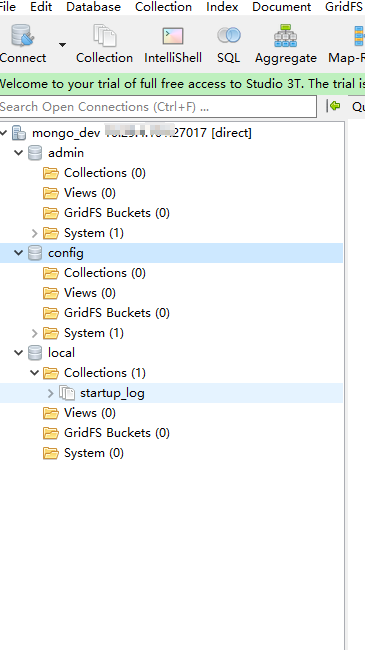 File Edit Database Collection Index Document GridFS
Connect Collection IntelliShell SQL Aggregate Map-R
Welcome to your trial of full free access to Studio 3T. The trial is
Search Open Connections (Ctrl+F) ... Qu
mongo_dev 27017 [direct]
admin
Collections (0)
Views (0)
GridFS Buckets (0)
System (1)
config
Collections (0)
Views (0)
GridFS Buckets (0)
System (1)
local
Collections (1)
startup_log
Views (0)
GridFS Buckets (0)
System (0)